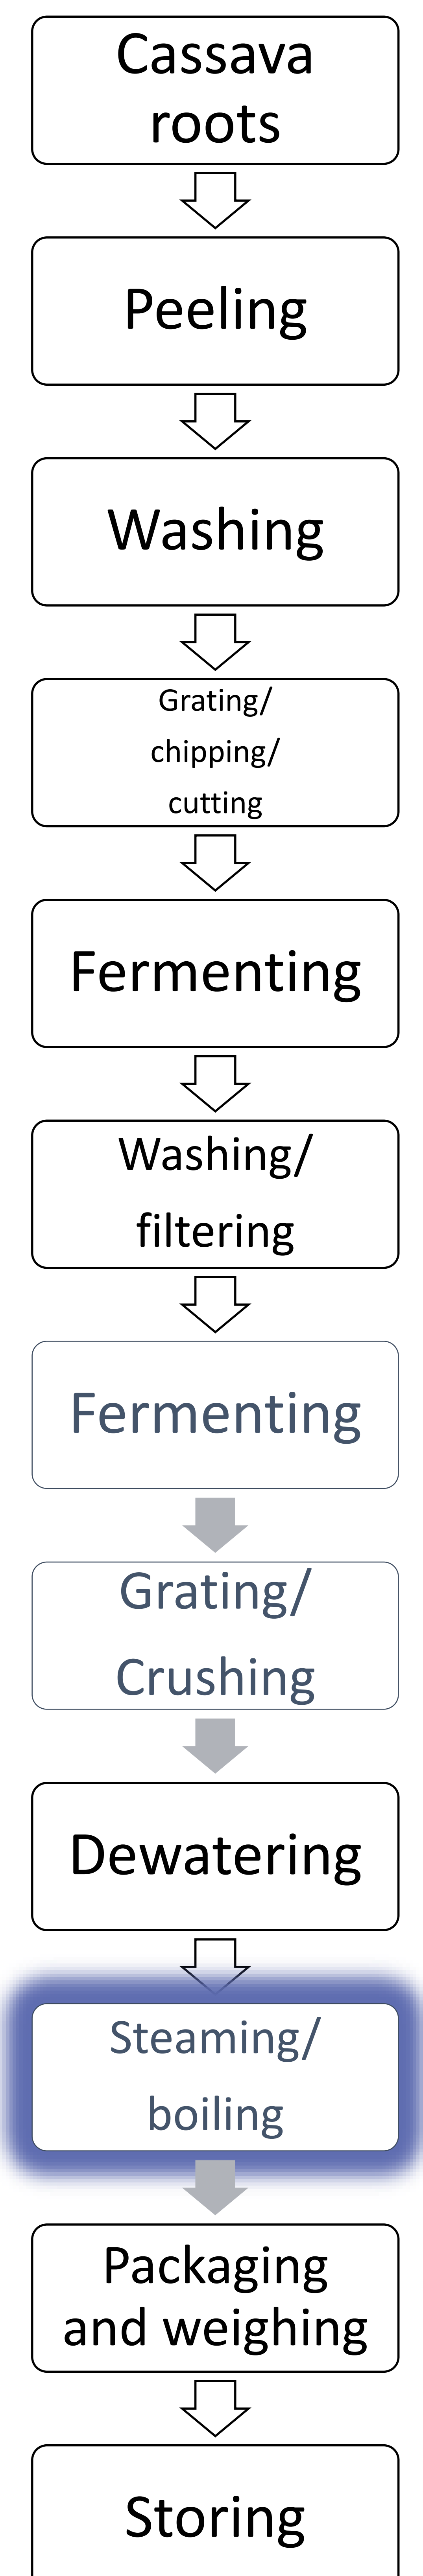 Cassava
roots
Peeling
Washing
Grating/
chipping/
cutting
Fermenting
Washing/
filtering
Fermenting
Grating/
Crushing
Dewatering
Steaming/
boiling
Packaging
and weighing
Storing